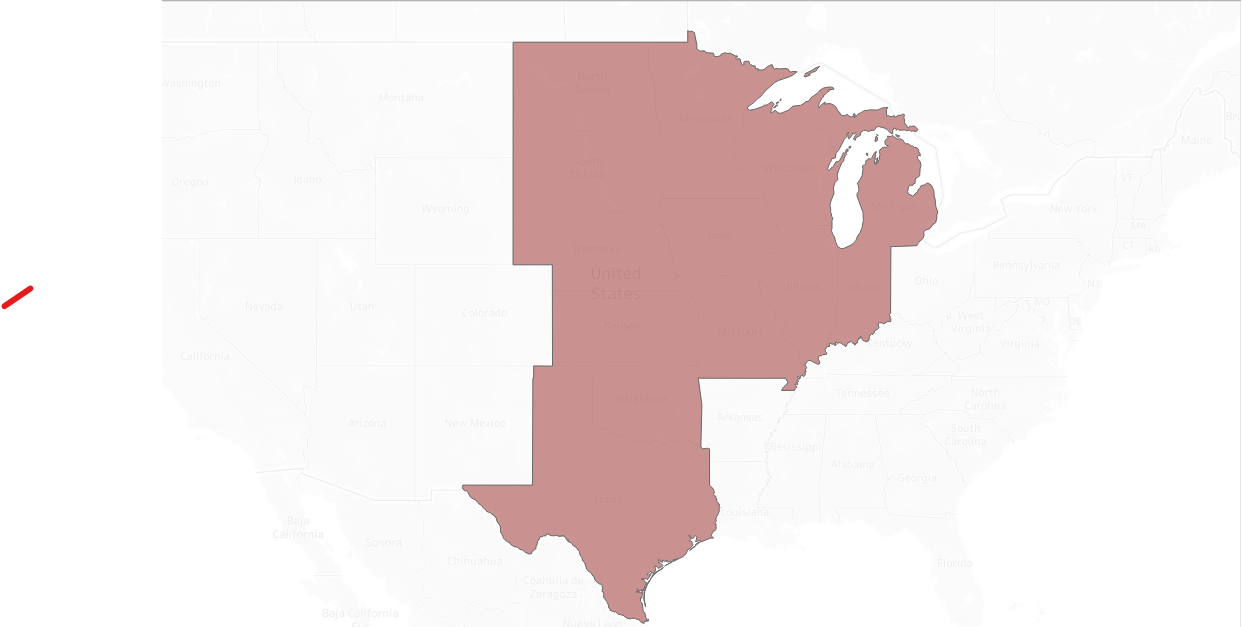 Washington
Montana
North
Dakota
Minnesota
Maine
Oregon
Idaho
South
Dakota
Wisconsin
VT
Wyoming
Michigan
New York
MA
Iowa
CT
RI
Nebraska
Pennsylvania
United
States
Ohio
NJ
Nevada
Utah
Colorado
Illinois
Indiana
MD
West
Virginia
DE
Kansas
Missouri
Kentucky
Virginia
California
Tennessee
North
Carolina
Oklahoma
Arkansas
Arizona
New Mexico
South
Carolina
Mississippi
Alabama
Georgia
Texas
Louisiana
Baja
California
Sonora
Chihuahua
Florida
Coahuila de
Zaragoza
Baja California
Sur
Nuevo León